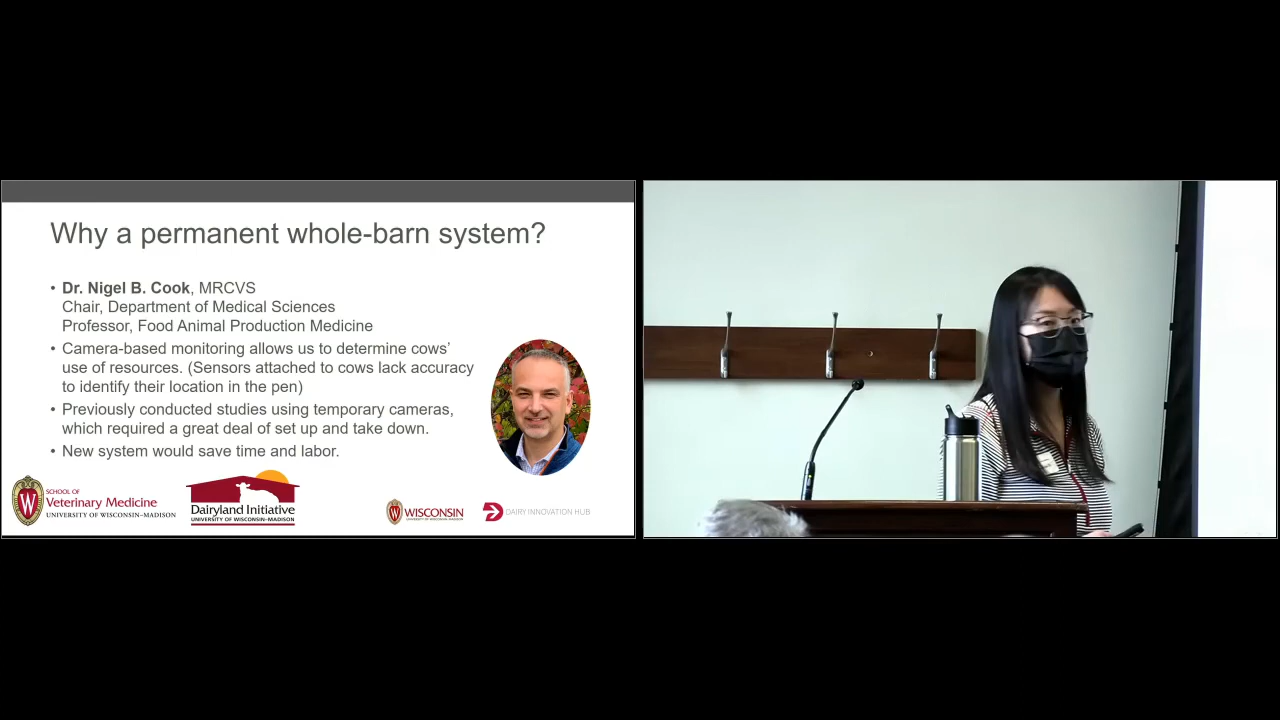 Why a permanent whole-barn system?
• Dr. Nigel B. Cook, MRCVS
Chair, Department of Medical Sciences
Professor, Food Animal Production Medicine
• Camera-based monitoring allows us to determine cows'
use of resources. (Sensors attached to cows lack accuracy
to identify their location in the pen)
• Previously conducted studies using temporary cameras,
which required a great deal of set up and take down.
• New system would save time and labor.
W
SCHOOL OF
Veterinary Medicine
UNIVERSITY OF WISCONSIN–MADISON
Dairyland Initiative
UNIVERSITY OF WISCONSIN–MADISON
W
WISCONSIN
UNIVERSITY OF WISCONSIN–MADISON
DAIRY INNOVATION HUB